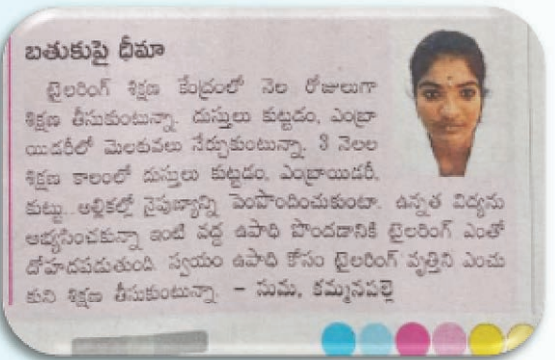 బతుకుపై ధీమా
టైలరింగ్ శిక్షణ కేంద్రంలో నెల రోజులుగా
శిక్షణ తీసుకుంటున్నా. దుస్తులు కుట్టడం, ఎంబ్రా
యిడరీలో మెలకువలు నేర్చుకుంటున్నా. 3 నెలల
శిక్షణ కాలంలో దుస్తులు కుట్టడం, ఎంబ్రాయిడరీ,
కుట్లు, అల్లికల్లో నైపుణ్యాన్ని పెంపొందించుకుంటా. ఉన్నత విద్యను
అభ్యసించకున్నా ఇంటి వద్ద ఉపాధి పొందడానికి టైలరింగ్ ఎంతో
దోహదపడుతుంది. స్వయం ఉపాధి కోసం టైలరింగ్ వృత్తిని ఎంచు
కుని శిక్షణ తీసుకుంటున్నా. – సుమ, కమ్మనపల్లె